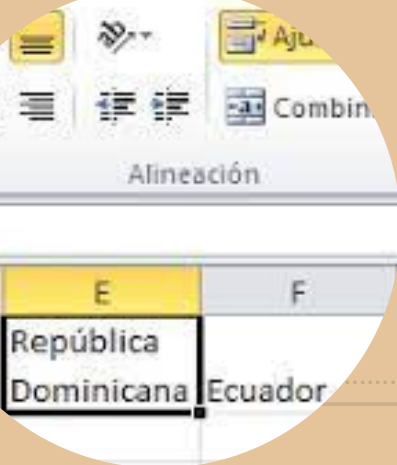 Aju
Combin
Alineación
E F
República
Dominicana Ecuador